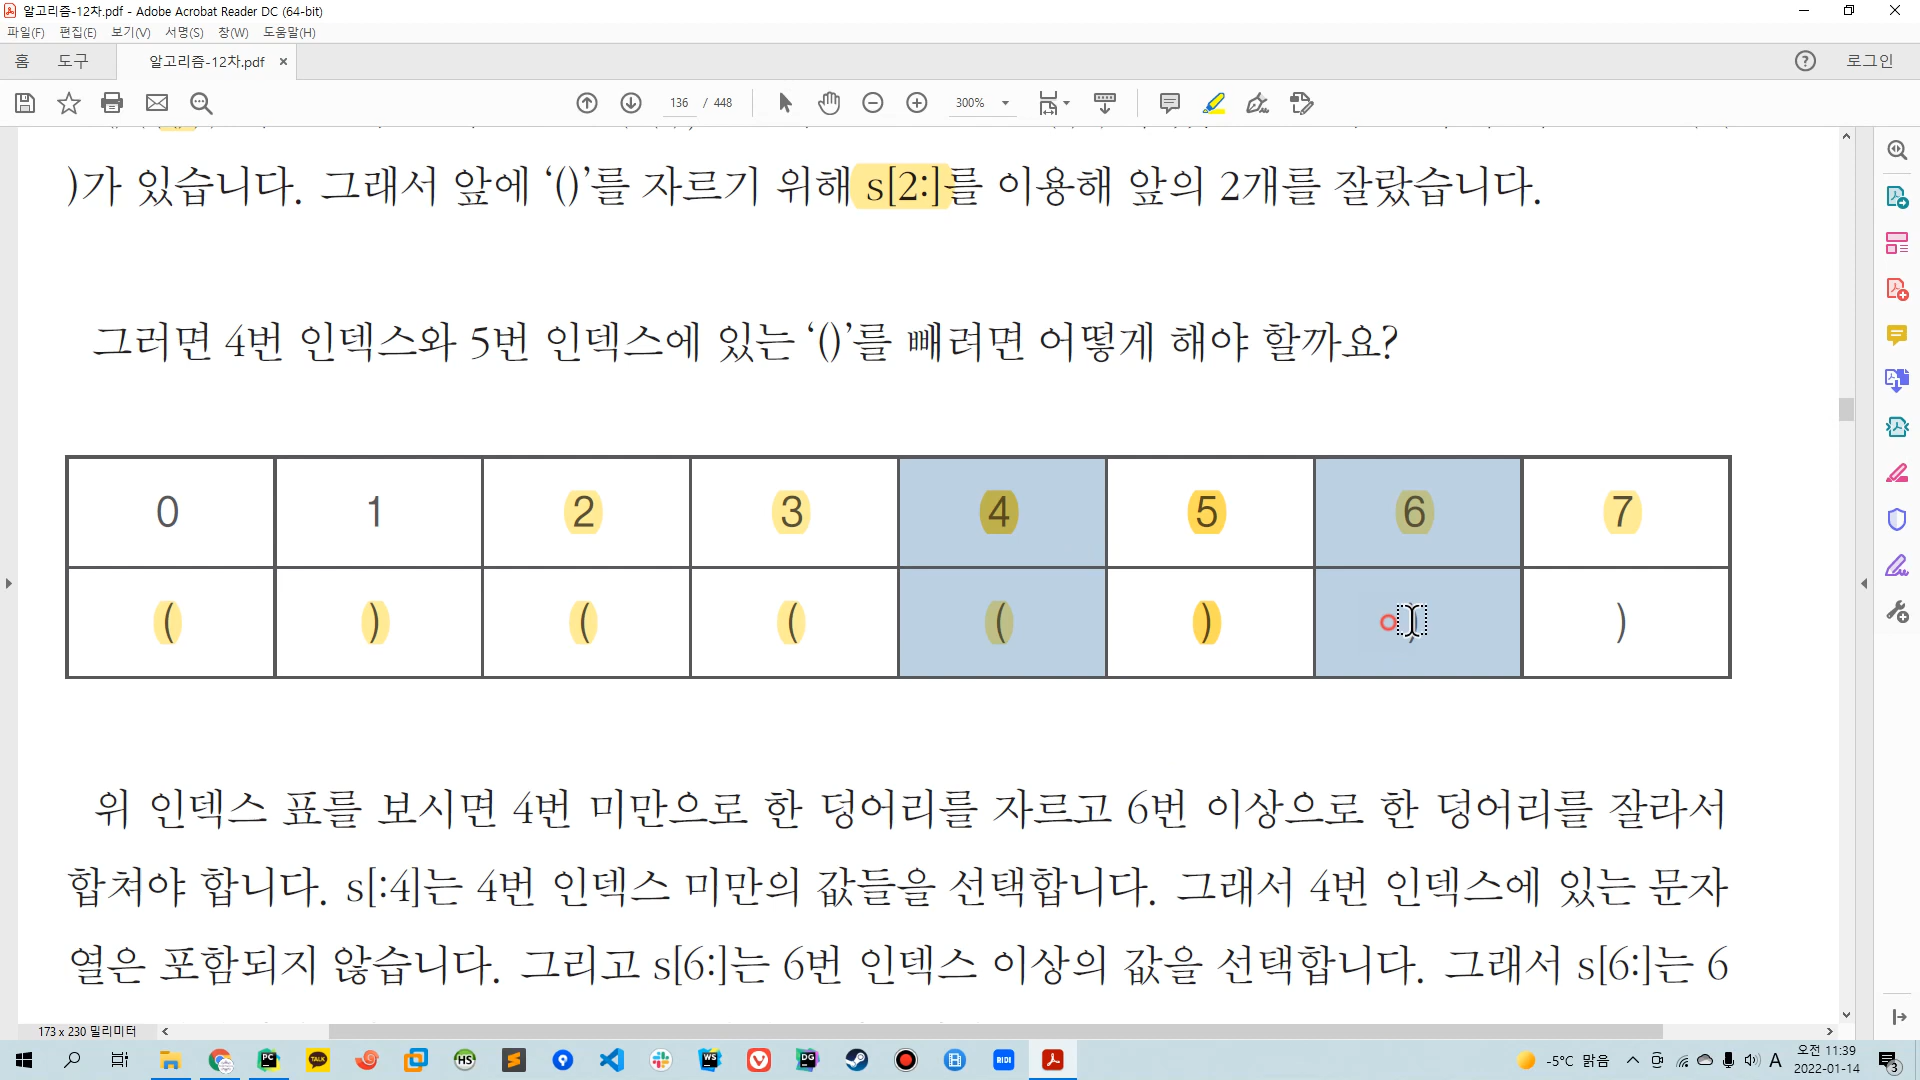 알고리즘-12차.pdf - Adobe Acrobat Reader DC (64-bit)
파일(F) 편집(E) 보기(V) 서명(S) 창(W) 도움말(H)
홈 도구 알고리즘-12차.pdf × 로그인
136 / 448 300%
)가 있습니다. 그래서 앞에 ‘()’를 자르기 위해 s[2:]를 이용해 앞의 2개를 잘랐습니다.
그러면 4번 인덱스와 5번 인덱스에 있는 ‘()’를 빼려면 어떻게 해야 할까요?
0 1 2 3 4 5 6 7
( ) ( ( ( ) ) )
위 인덱스 표를 보시면 4번 미만으로 한 덩어리를 자르고 6번 이상으로 한 덩어리를 잘라서
합쳐야 합니다. s[:4]는 4번 인덱스 미만의 값들을 선택합니다. 그래서 4번 인덱스에 있는 문자
열은 포함되지 않습니다. 그리고 s[6:]는 6번 인덱스 이상의 값을 선택합니다. 그래서 s[6:]는 6
173 x 230 밀리미터
PC TALK HS WS DG RIDI -5°C 맑음 A 오전 11:39
2022-01-14 3